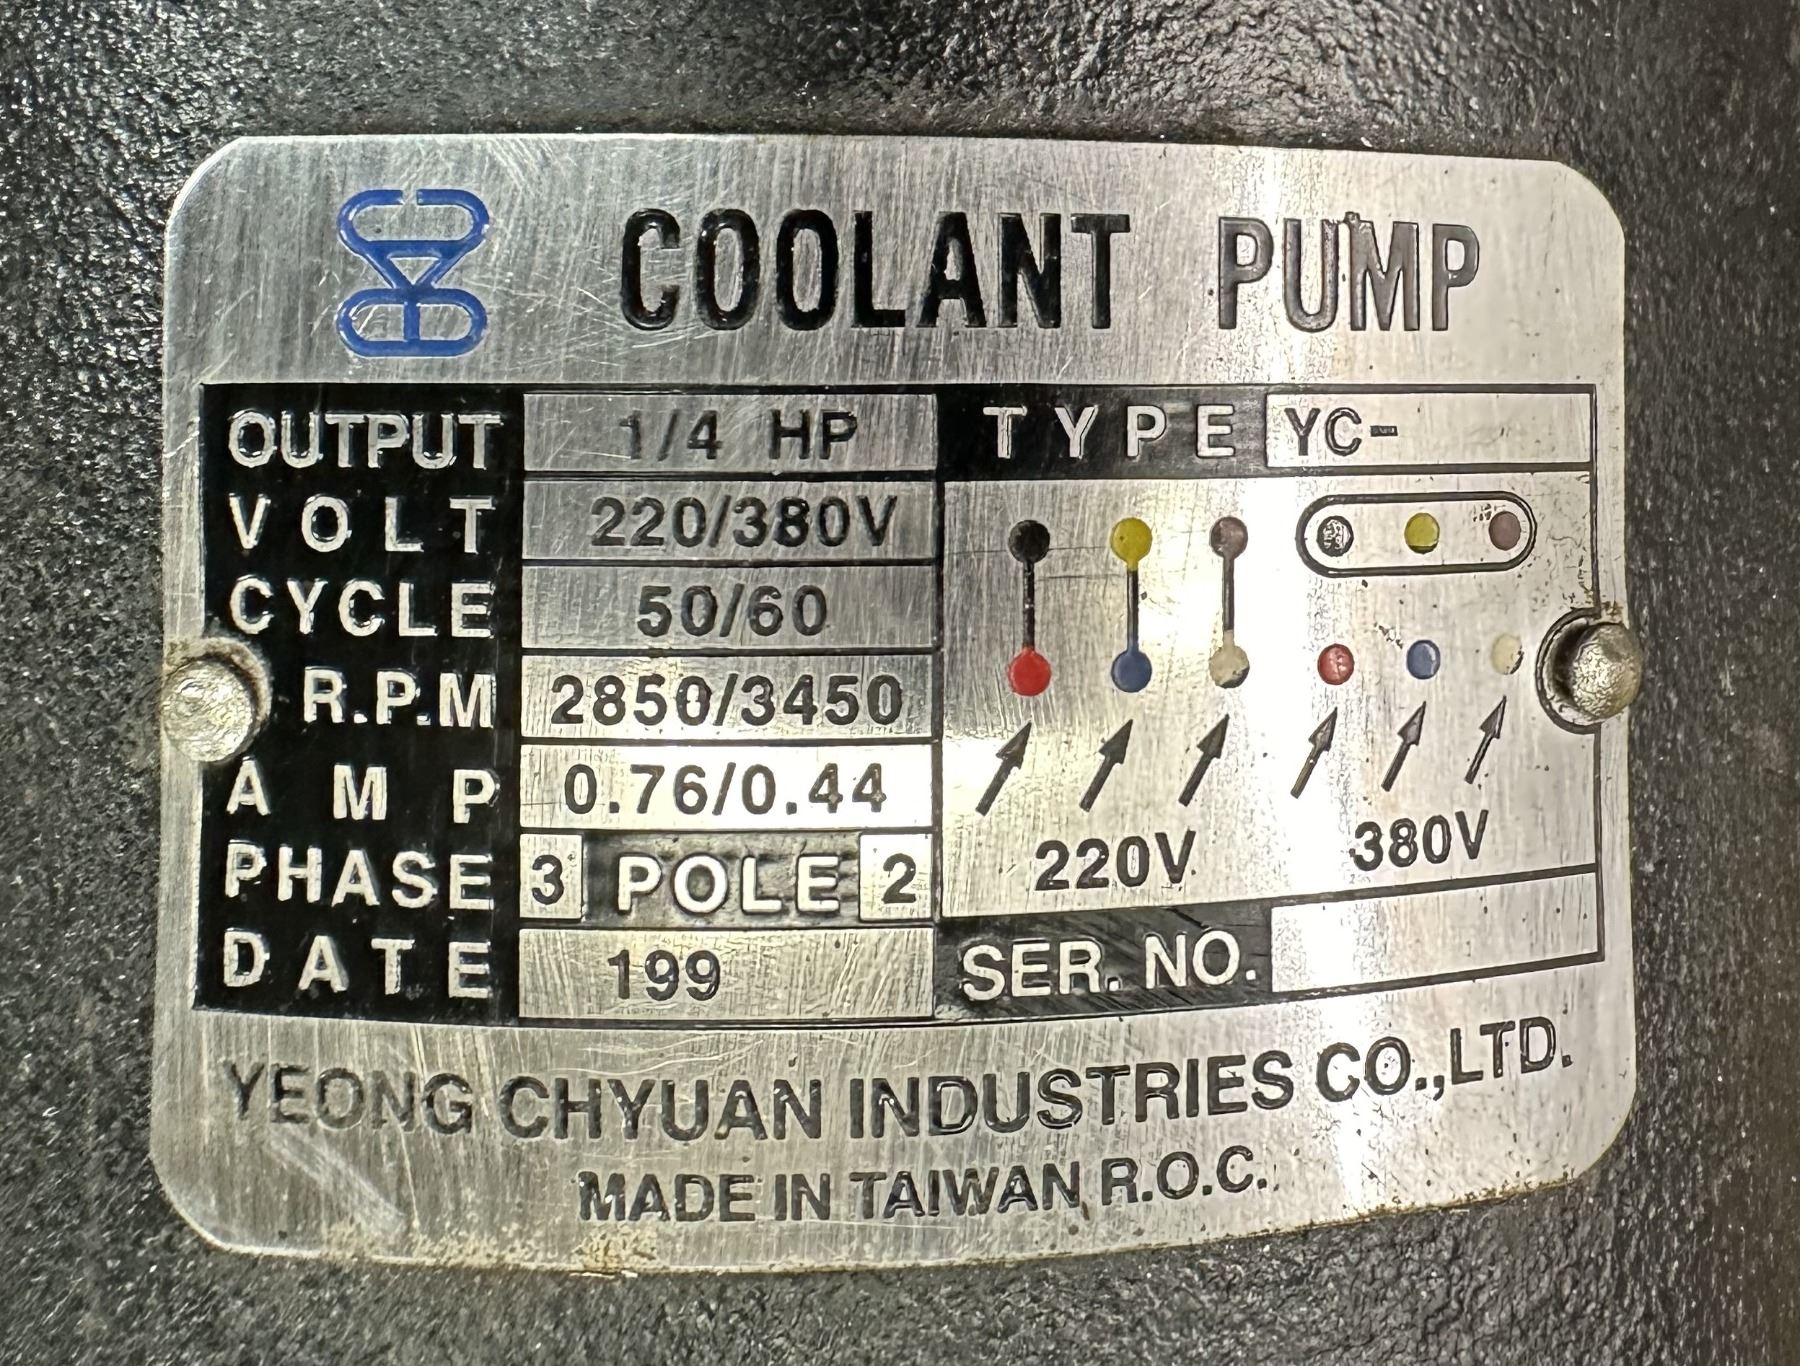 COOLANT PUMP
OUTPUT 1/4 HP
VOLT 220/380V
CYCLE 50/60
R.P.M 2850/3450
AMP 0.76/0.44
PHASE 3 POLE 2
DATE 199
TYPE YC-
220V 380V
SER. NO.
YEONG CHYUAN INDUSTRIES CO.,LTD.
MADE IN TAIWAN R.O.C.